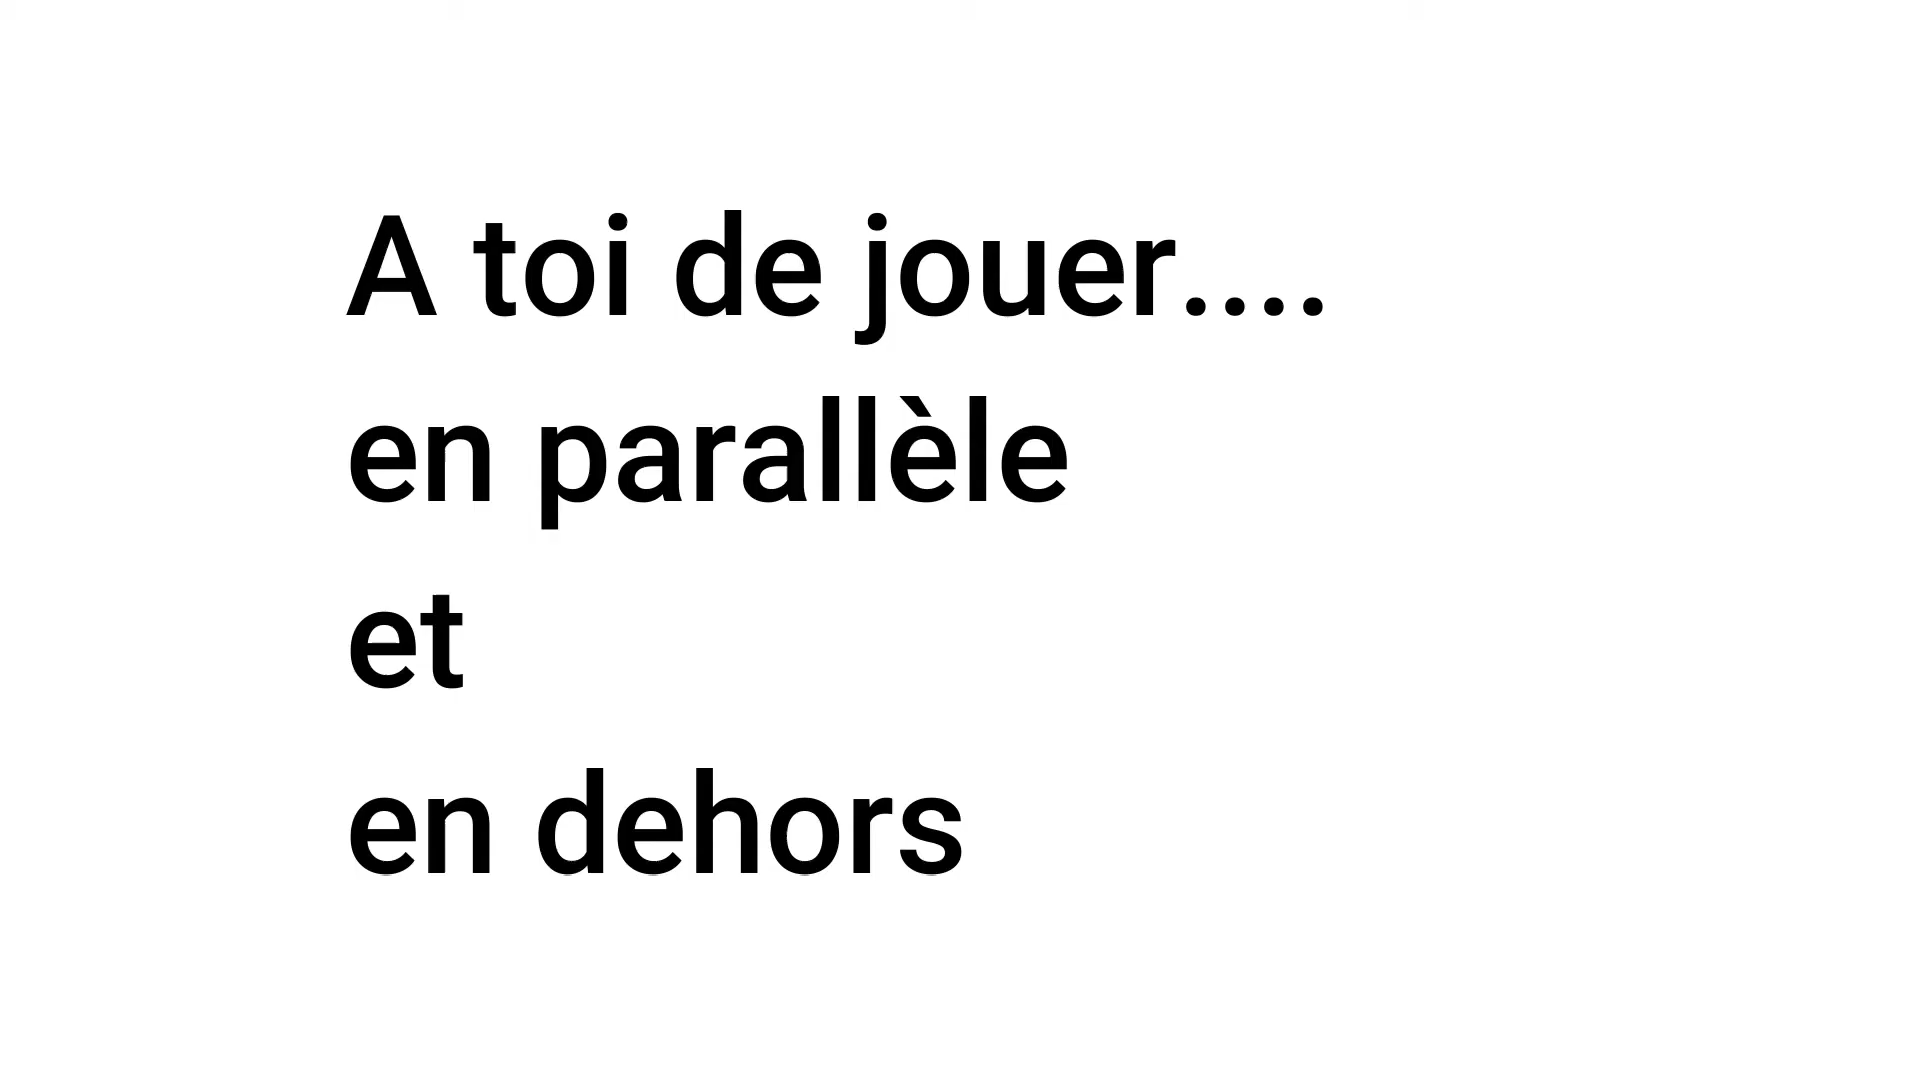 A toi de jouer....
en parallèle
et
en dehors